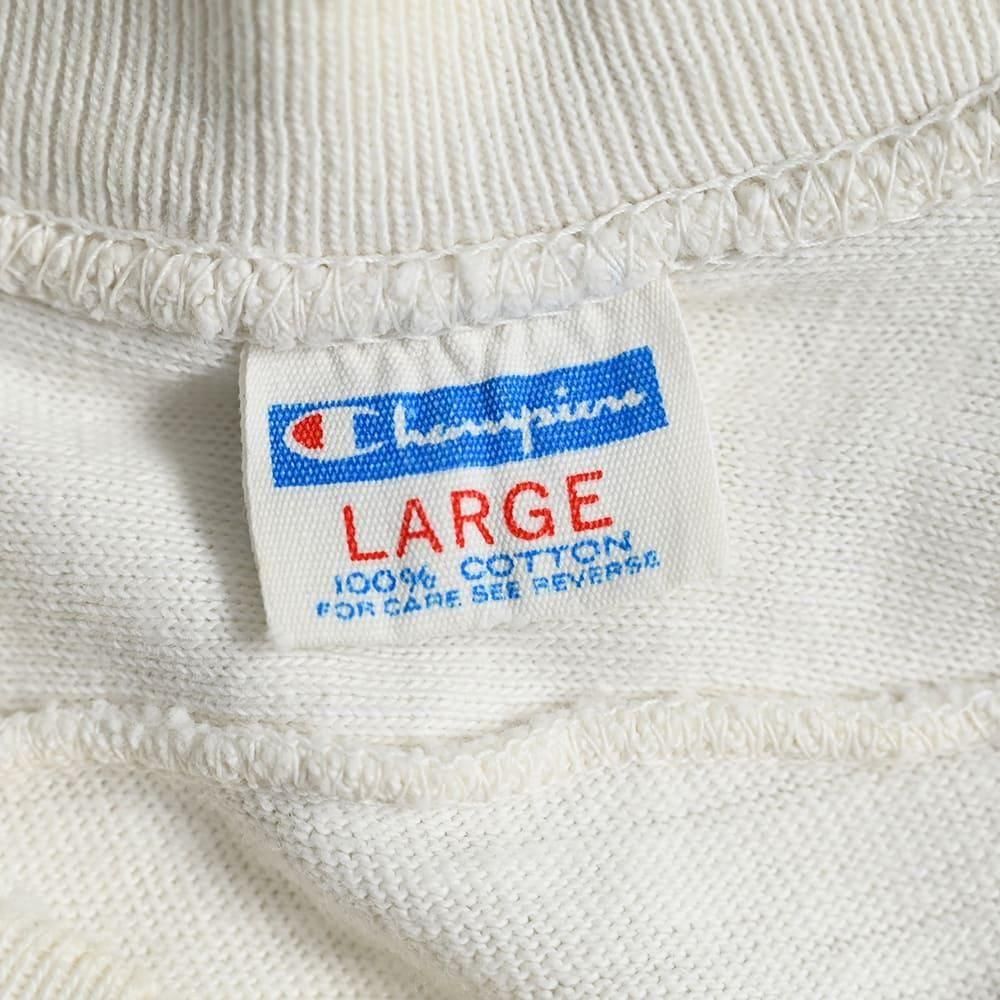 Champion
LARGE
100% COTTON
FOR CARE SEE REVERSE